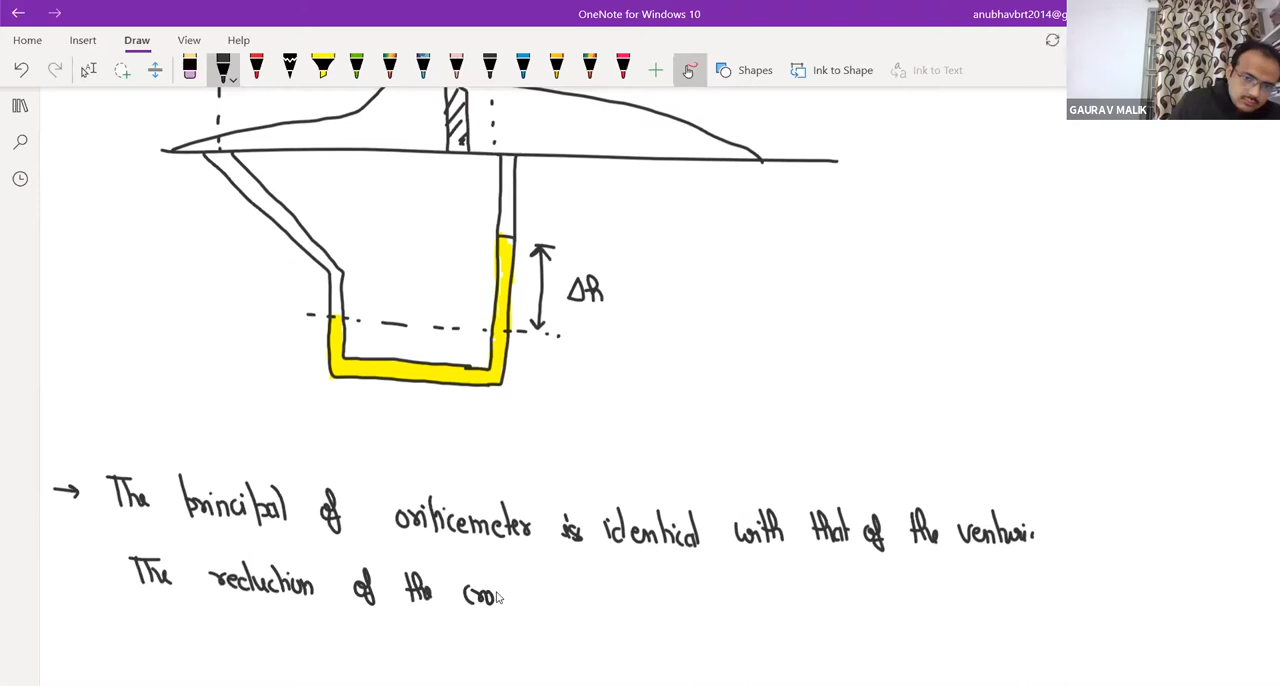 OneNote for Windows 10
anubhavbrt2014@g
Home Insert Draw View Help
Shapes Ink to Shape Ink to Text
GAURAV MALIK
Δh
→ The principal of orificemeter is identical with that of the venturi.
The reduction of the cro